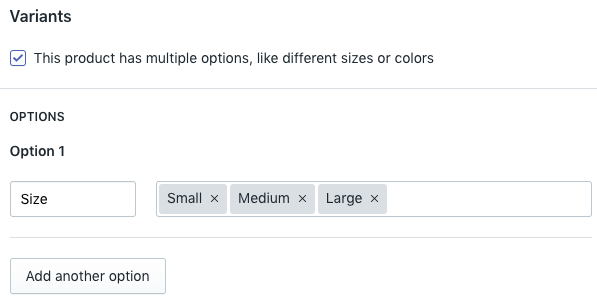 Variants
This product has multiple options, like different sizes or colors
OPTIONS
Option 1
Size Small × Medium × Large ×
Add another option